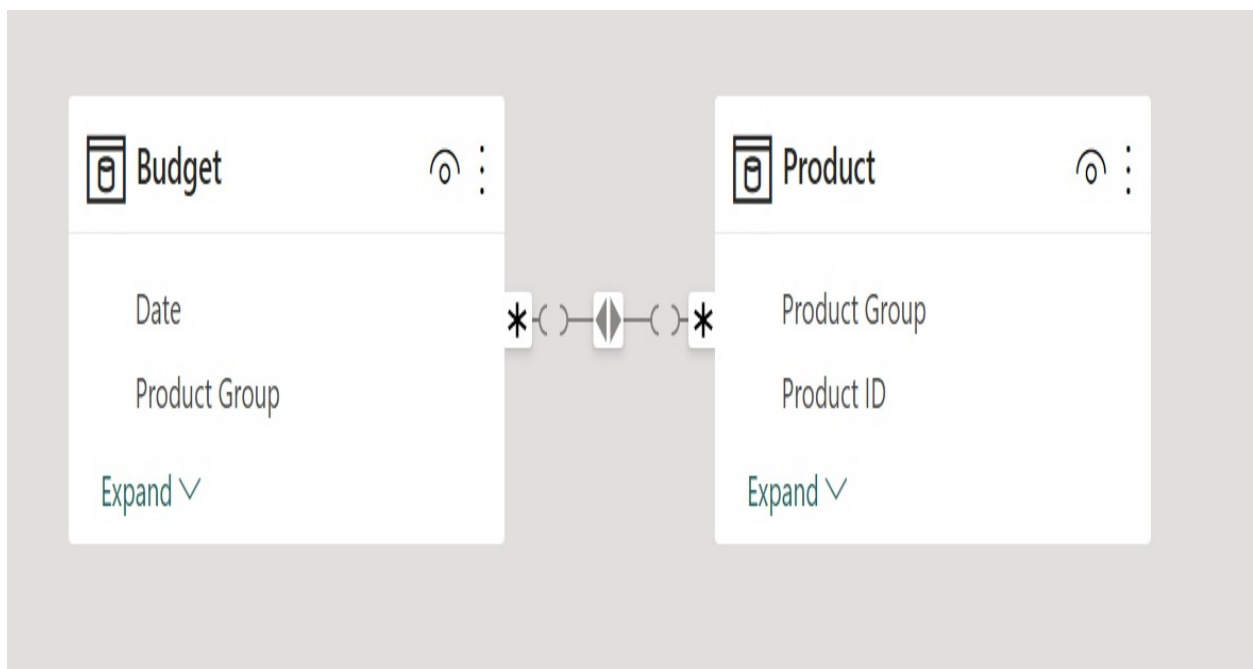 Budget
Date
Product Group
Expand
Product
Product Group
Product ID
Expand